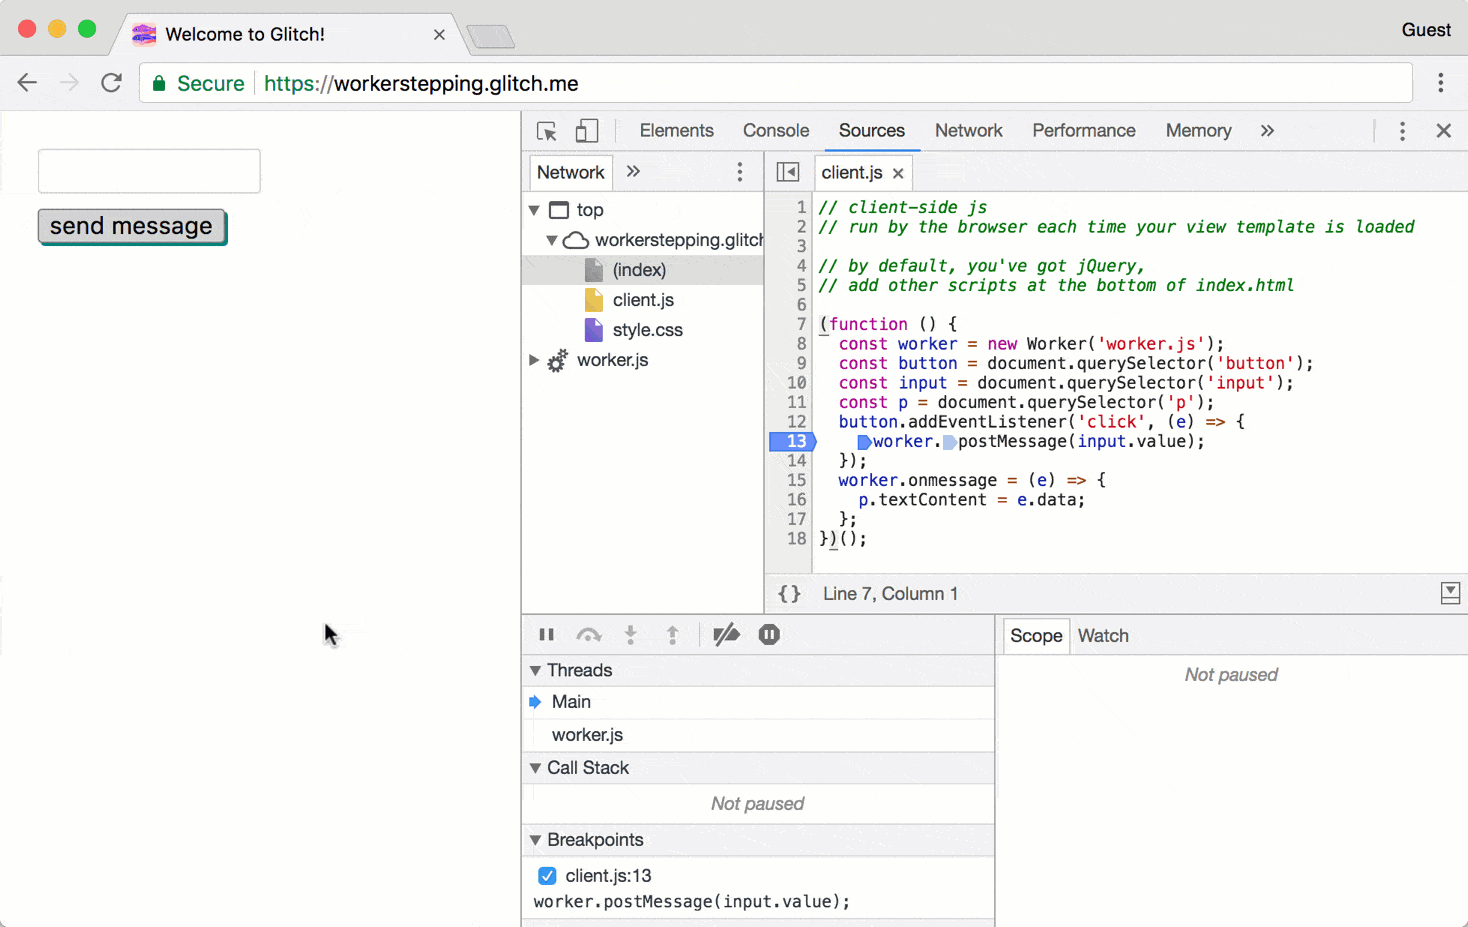 Welcome to Glitch!
Guest
Secure https://workerstepping.glitch.me
send message
Elements Console Sources Network Performance Memory
Network
top
workerstepping.glitch
(index)
client.js
style.css
worker.js
client.js
1 // client-side js
2 // run by the browser each time your view template is loaded
3
4 // by default, you've got jQuery,
5 // add other scripts at the bottom of index.html
6
7 (function () {
8 const worker = new Worker('worker.js');
9 const button = document.querySelector('button');
10 const input = document.querySelector('input');
11 const p = document.querySelector('p');
12 button.addEventListener('click', (e) => {
13 worker.postMessage(input.value);
14 });
15 worker.onmessage = (e) => {
16 p.textContent = e.data;
17 };
18 })();
{} Line 7, Column 1
Threads
Main
worker.js
Call Stack
Not paused
Breakpoints
client.js:13
worker.postMessage(input.value);
Scope Watch
Not paused